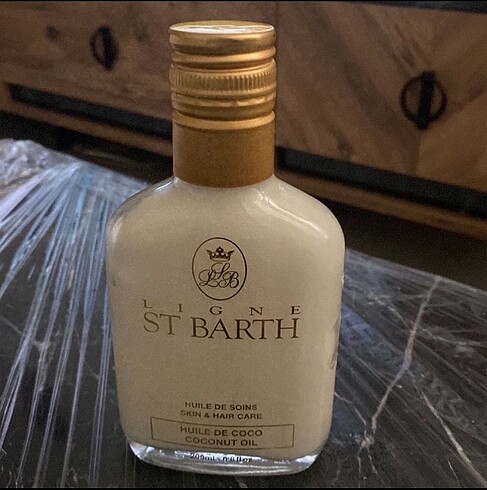 LSB
LIGNE
ST BARTH
HUILE DE SOINS
SKIN & HAIR CARE
HUILE DE COCO
COCONUT OIL